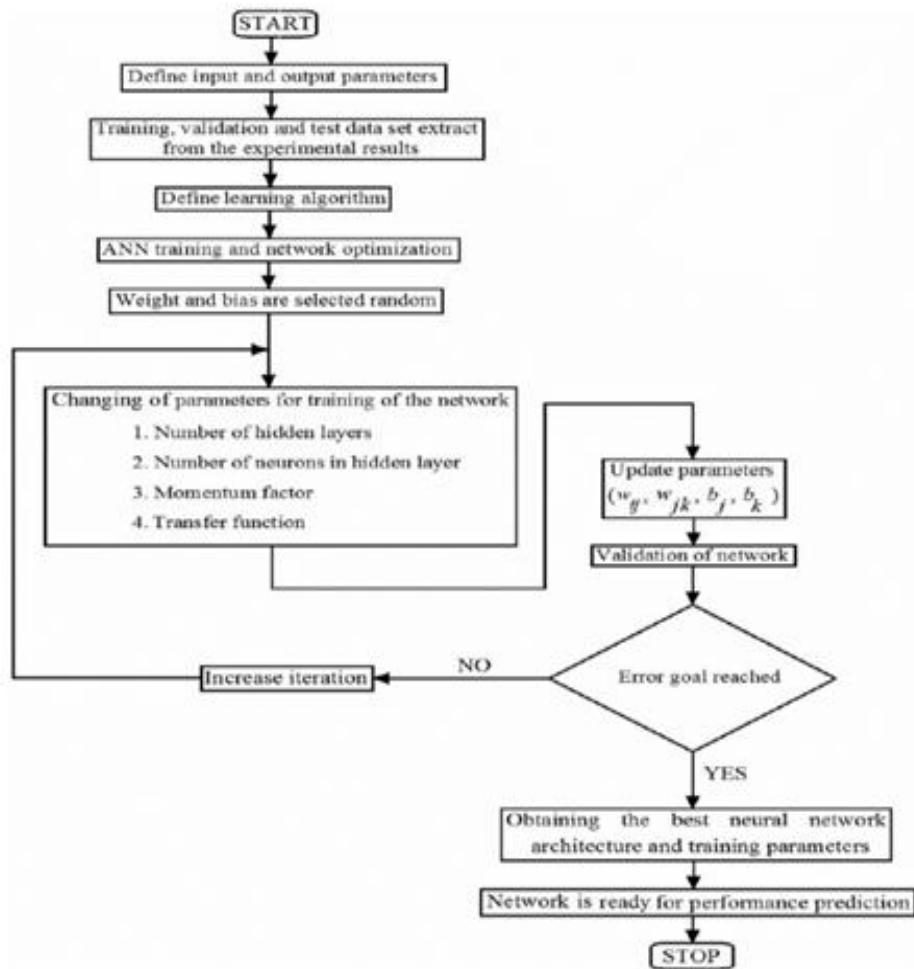 START
Define input and output parameters
Training, validation and test data set extract
from the experimental results
Define learning algorithm
ANN training and network optimization
Weight and bias are selected random
Changing of parameters for training of the network
1. Number of hidden layers
2. Number of neurons in hidden layer
3. Momentum factor
4. Transfer function
Update parameters
(w_ij, w_jk, b_j, b_k)
Validation of network
Error goal reached
NO
Increase iteration
YES
Obtaining the best neural network
architecture and training parameters
Network is ready for performance prediction
STOP